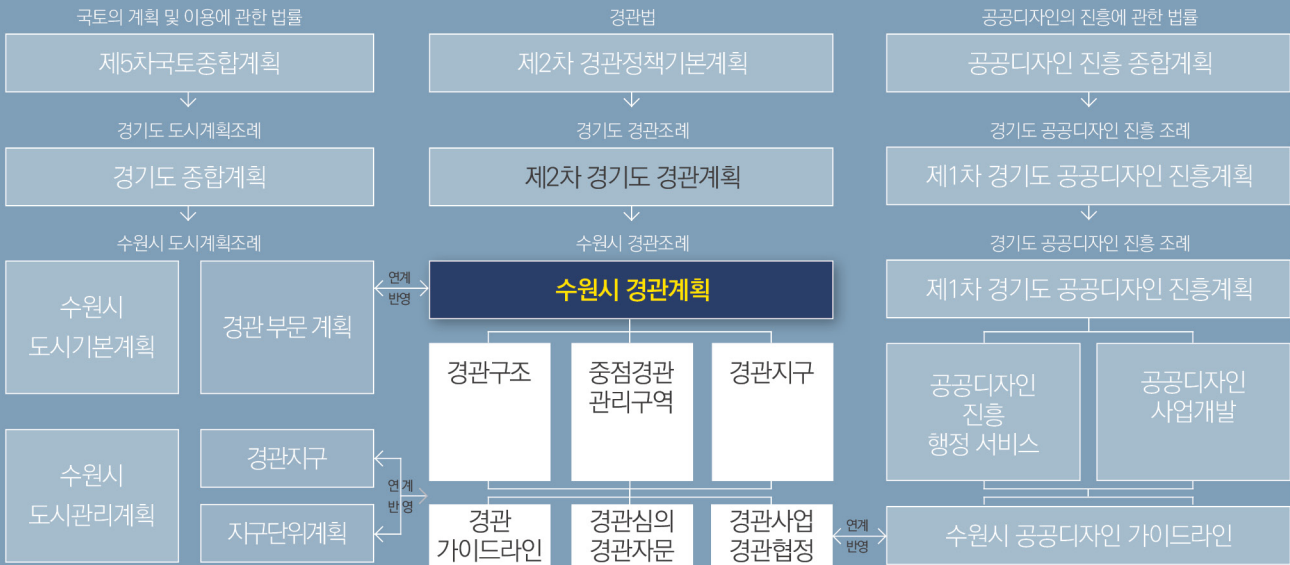 국토의 계획 및 이용에 관한 법률
경관법
공공디자인의 진흥에 관한 법률
제5차국토종합계획
제2차 경관정책기본계획
공공디자인 진흥 종합계획
경기도 도시계획조례
경기도 경관조례
경기도 공공디자인 진흥 조례
경기도 종합계획
제2차 경기도 경관계획
제1차 경기도 공공디자인 진흥계획
수원시 도시계획조례
수원시 경관조례
경기도 공공디자인 진흥 조례
수원시
도시기본계획
경관 부문 계획
연계
반영
수원시 경관계획
제1차 경기도 공공디자인 진흥계획
경관구조
중점경관
관리구역
경관지구
공공디자인
진흥
행정 서비스
공공디자인
사업개발
수원시
도시관리계획
경관지구
지구단위계획
연계
반영
경관
가이드라인
경관심의
경관자문
경관사업
경관협정
연계
반영
수원시 공공디자인 가이드라인